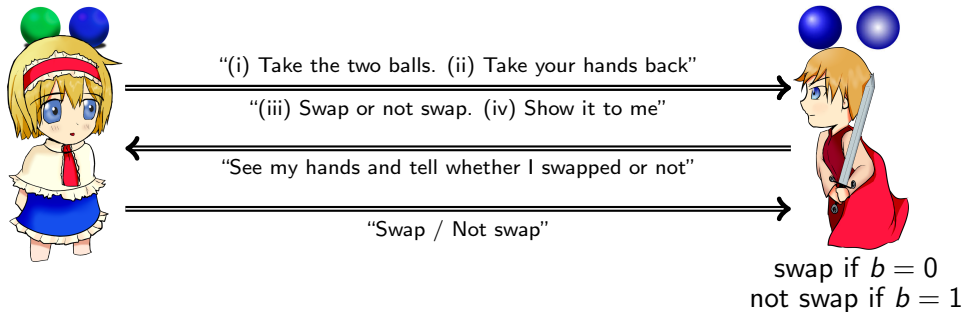 “(i) Take the two balls. (ii) Take your hands back”
“(iii) Swap or not swap. (iv) Show it to me”
“See my hands and tell whether I swapped or not”
“Swap / Not swap”
swap if b = 0
not swap if b = 1